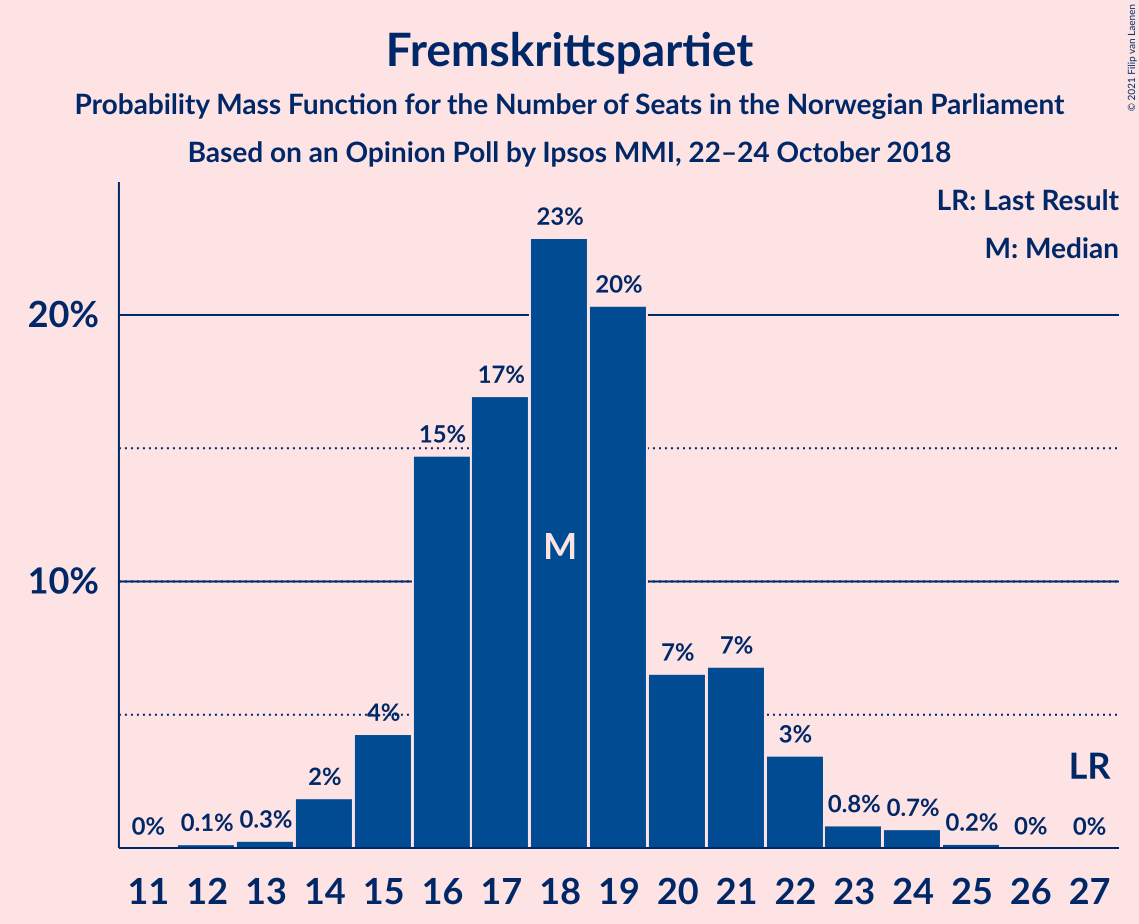 Fremskrittspartiet
Probability Mass Function for the Number of Seats in the Norwegian Parliament
Based on an Opinion Poll by Ipsos MMI, 22–24 October 2018
© 2021 Filip van Laenen
LR: Last Result
M: Median
20%
10%
0%
0.1%
0.3%
2%
4%
15%
17%
23%
20%
7%
7%
3%
0.8%
0.7%
0.2%
0%
0%
M
LR
11 12 13 14 15 16 17 18 19 20 21 22 23 24 25 26 27